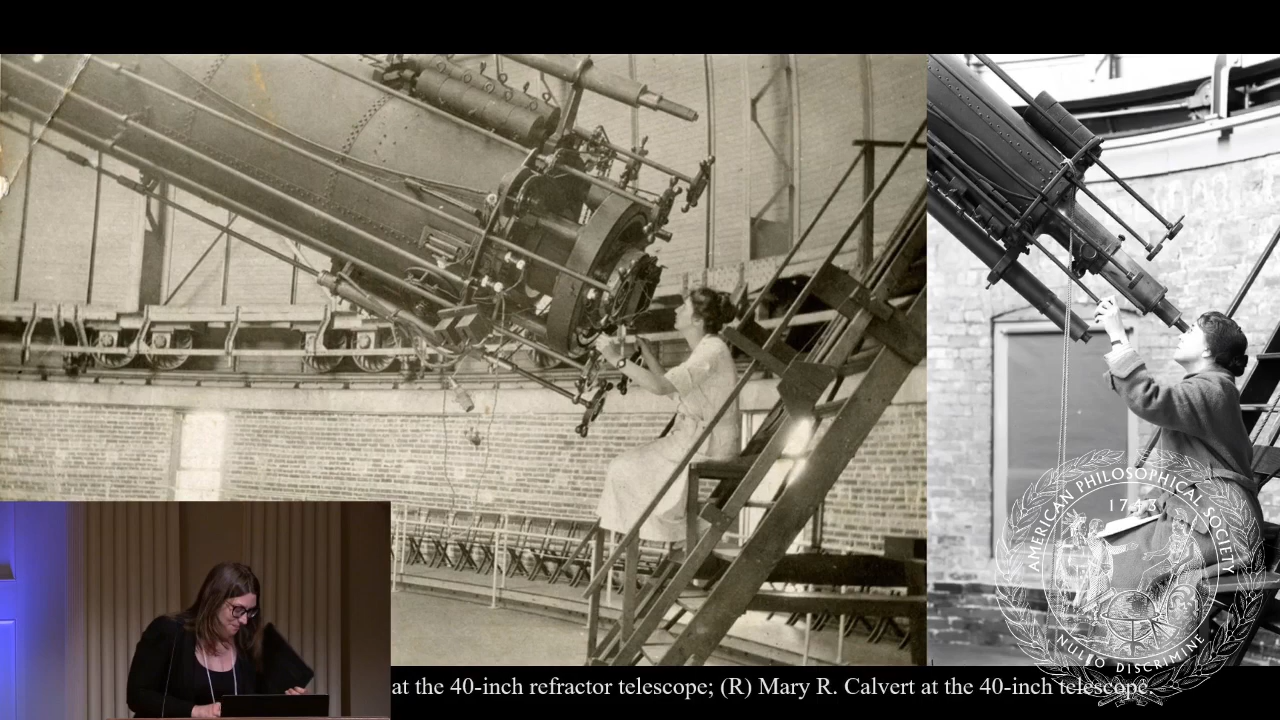 AMERICAN PHILOSOPHICAL SOCIETY
1743
NULLO DISCRIMINE
at the 40-inch refractor telescope; (R) Mary R. Calvert at the 40-inch telescope.